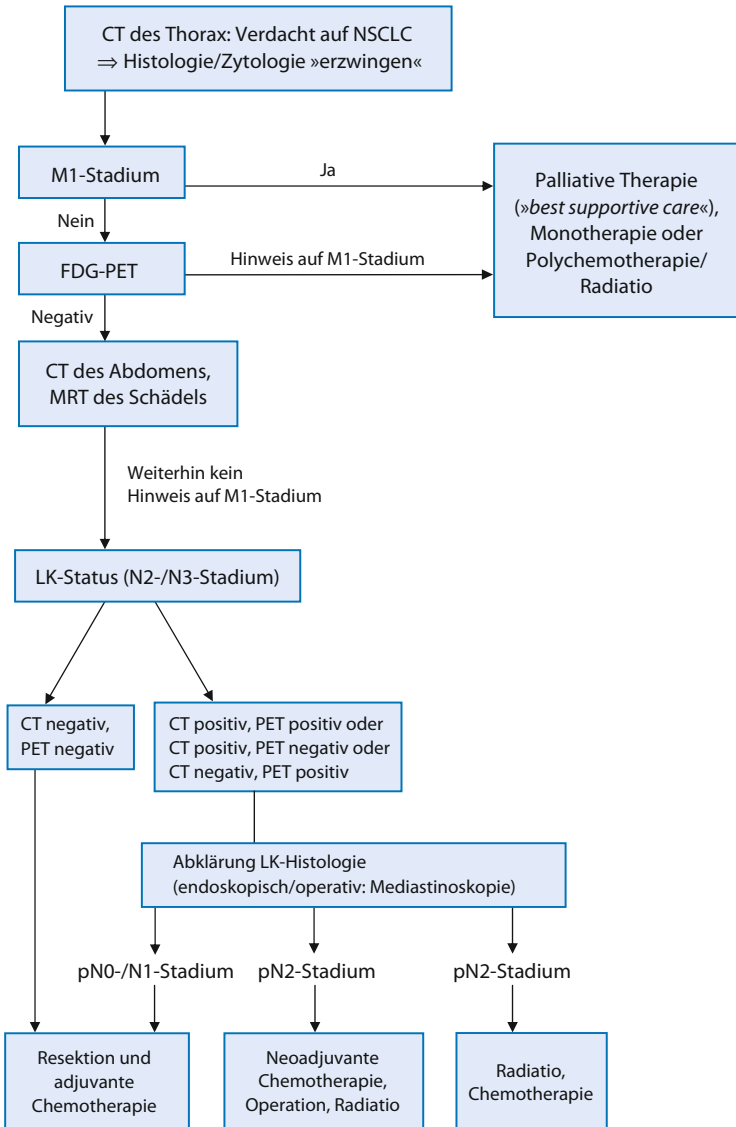 CT des Thorax: Verdacht auf NSCLC
⇒ Histologie/Zytologie »erzwingen«
M1-Stadium
Ja
Palliative Therapie
(»best supportive care«),
Monotherapie oder
Polychemotherapie/
Radiatio
Nein
FDG-PET
Hinweis auf M1-Stadium
Negativ
CT des Abdomens,
MRT des Schädels
Weiterhin kein
Hinweis auf M1-Stadium
LK-Status (N2-/N3-Stadium)
CT negativ,
PET negativ
CT positiv, PET positiv oder
CT positiv, PET negativ oder
CT negativ, PET positiv
Abklärung LK-Histologie
(endoskopisch/operativ: Mediastinoskopie)
pN0-/N1-Stadium
pN2-Stadium
pN2-Stadium
Resektion und
adjuvante
Chemotherapie
Neoadjuvante
Chemotherapie,
Operation, Radiatio
Radiatio,
Chemotherapie